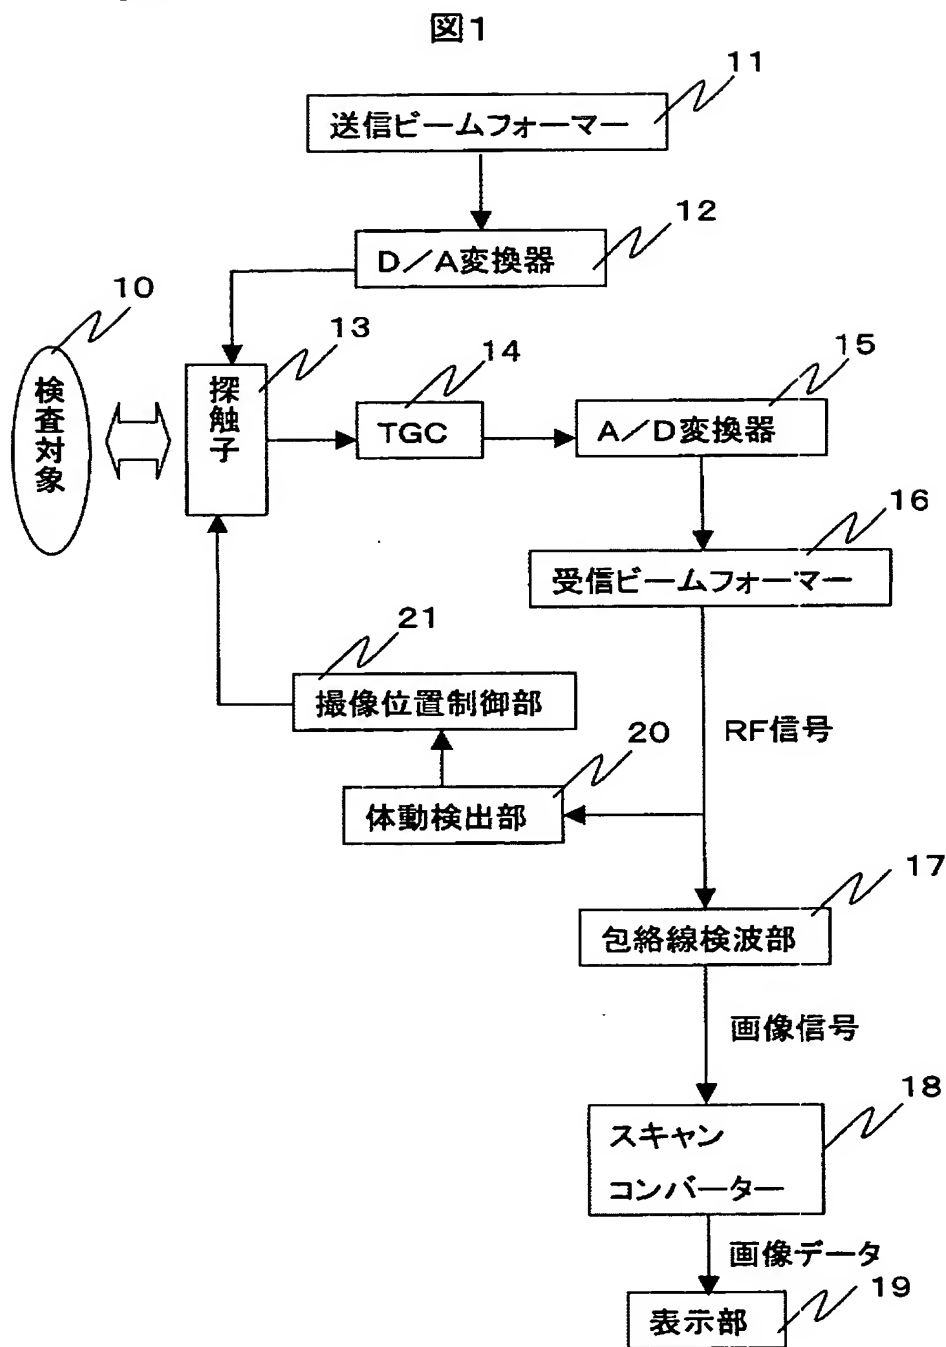 図1
11
送信ビームフォーマー
12
D/A変換器
10
13
14
15
検査対象
探触子
TGC
A/D変換器
16
受信ビームフォーマー
21
撮像位置制御部
20
RF信号
体動検出部
17
包絡線検波部
画像信号
18
スキャン
コンバーター
画像データ
19
表示部